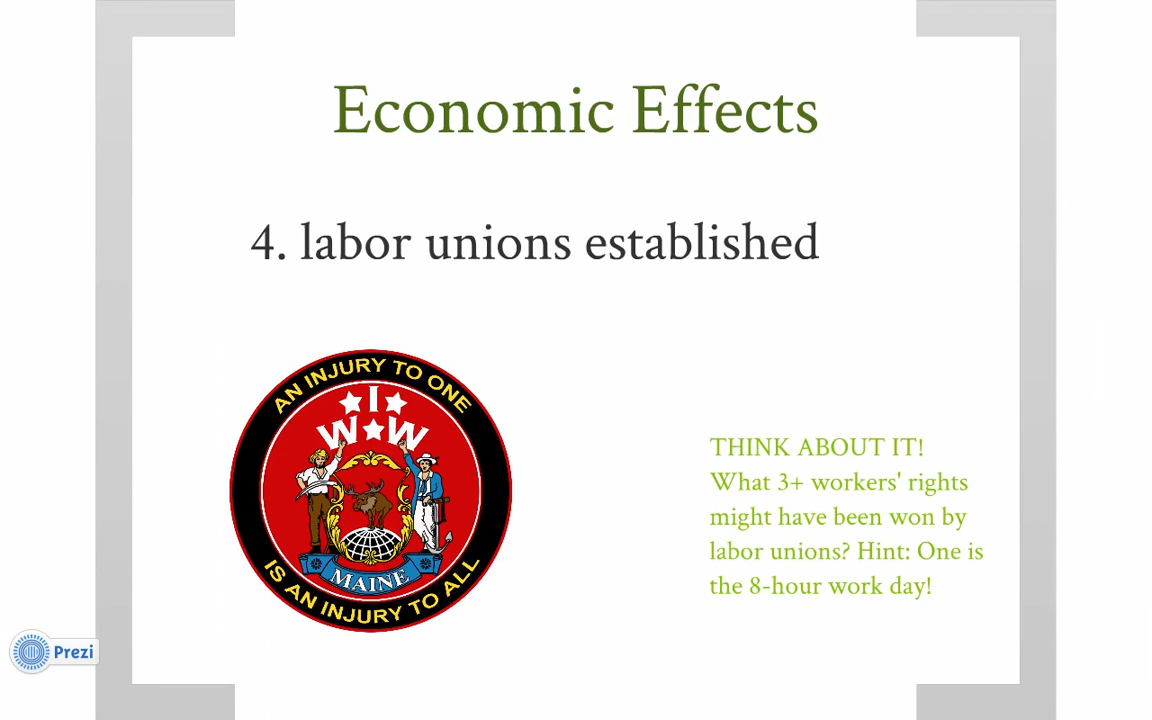 Economic Effects
4. labor unions established
AN INJURY TO ONE
I
W W
MAINE
IS AN INJURY TO ALL
THINK ABOUT IT!
What 3+ workers' rights
might have been won by
labor unions? Hint: One is
the 8-hour work day!
Prezi